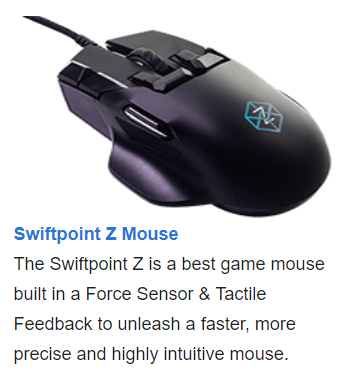 Swiftpoint Z Mouse
The Swiftpoint Z is a best game mouse
built in a Force Sensor & Tactile
Feedback to unleash a faster, more
precise and highly intuitive mouse.